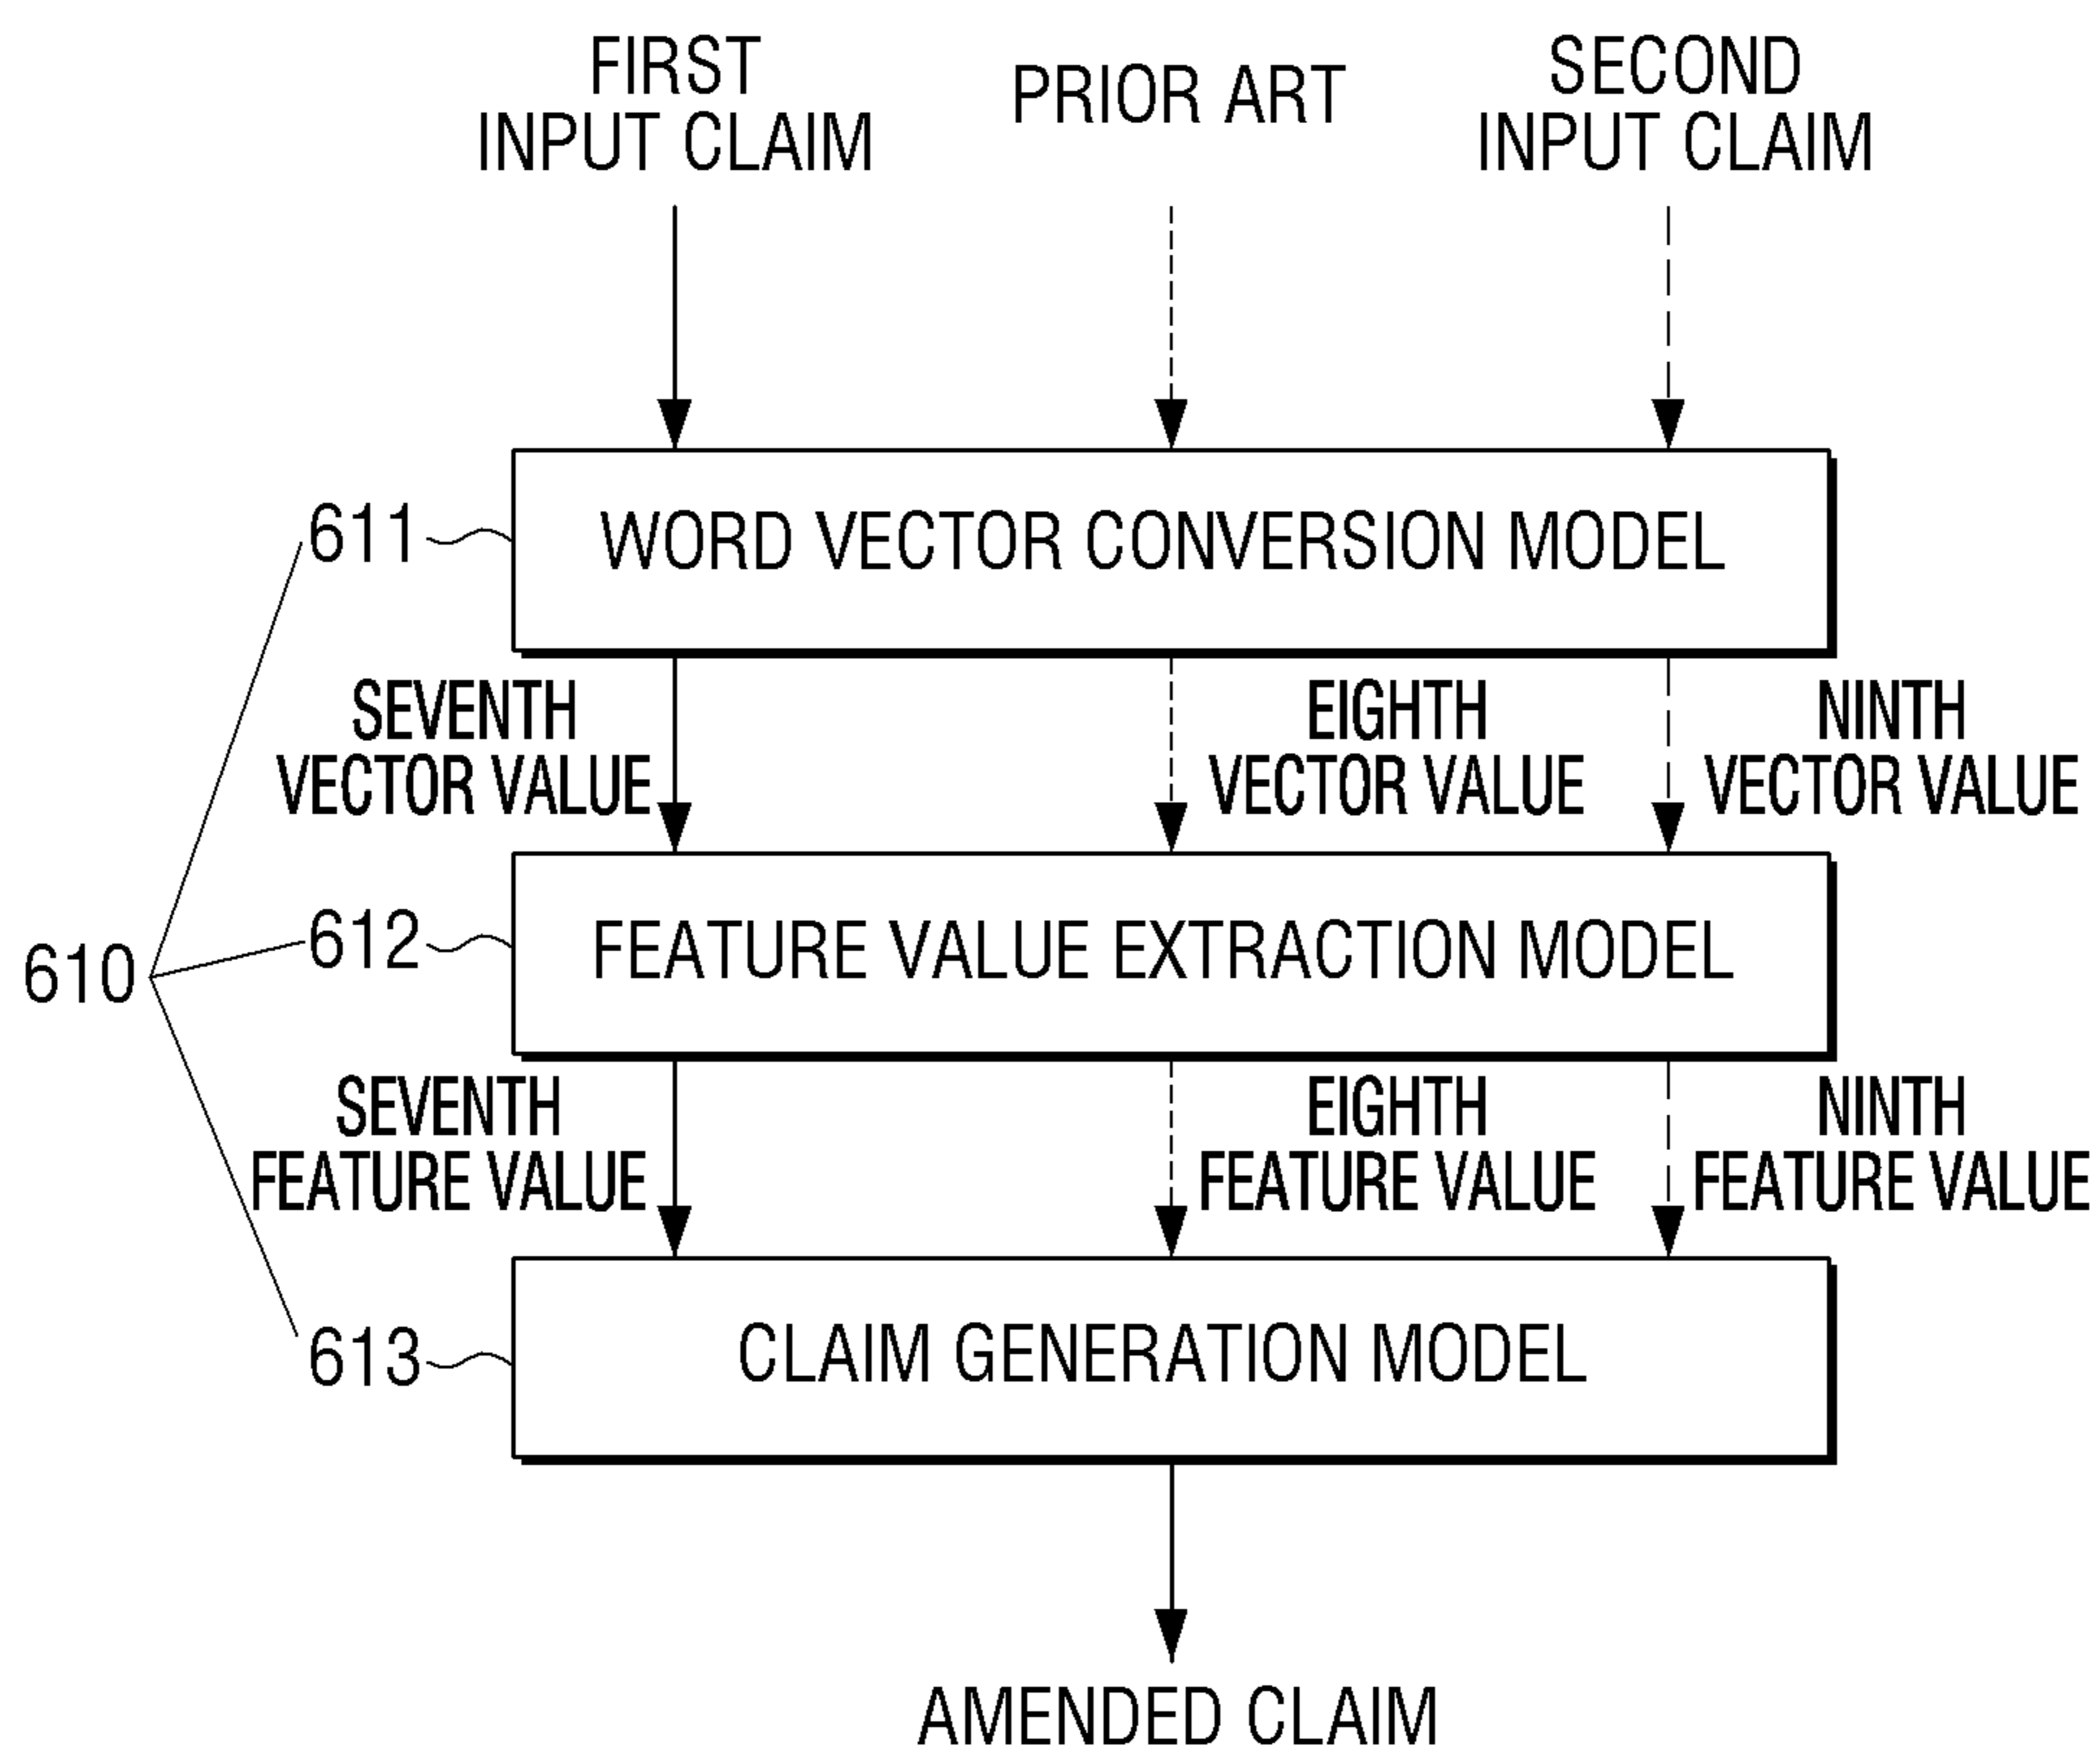 FIRST
INPUT CLAIM
PRIOR ART
SECOND
INPUT CLAIM
611
WORD VECTOR CONVERSION MODEL
SEVENTH
VECTOR VALUE
EIGHTH
VECTOR VALUE
NINTH
VECTOR VALUE
610
612
FEATURE VALUE EXTRACTION MODEL
SEVENTH
FEATURE VALUE
EIGHTH
FEATURE VALUE
NINTH
FEATURE VALUE
613
CLAIM GENERATION MODEL
AMENDED CLAIM